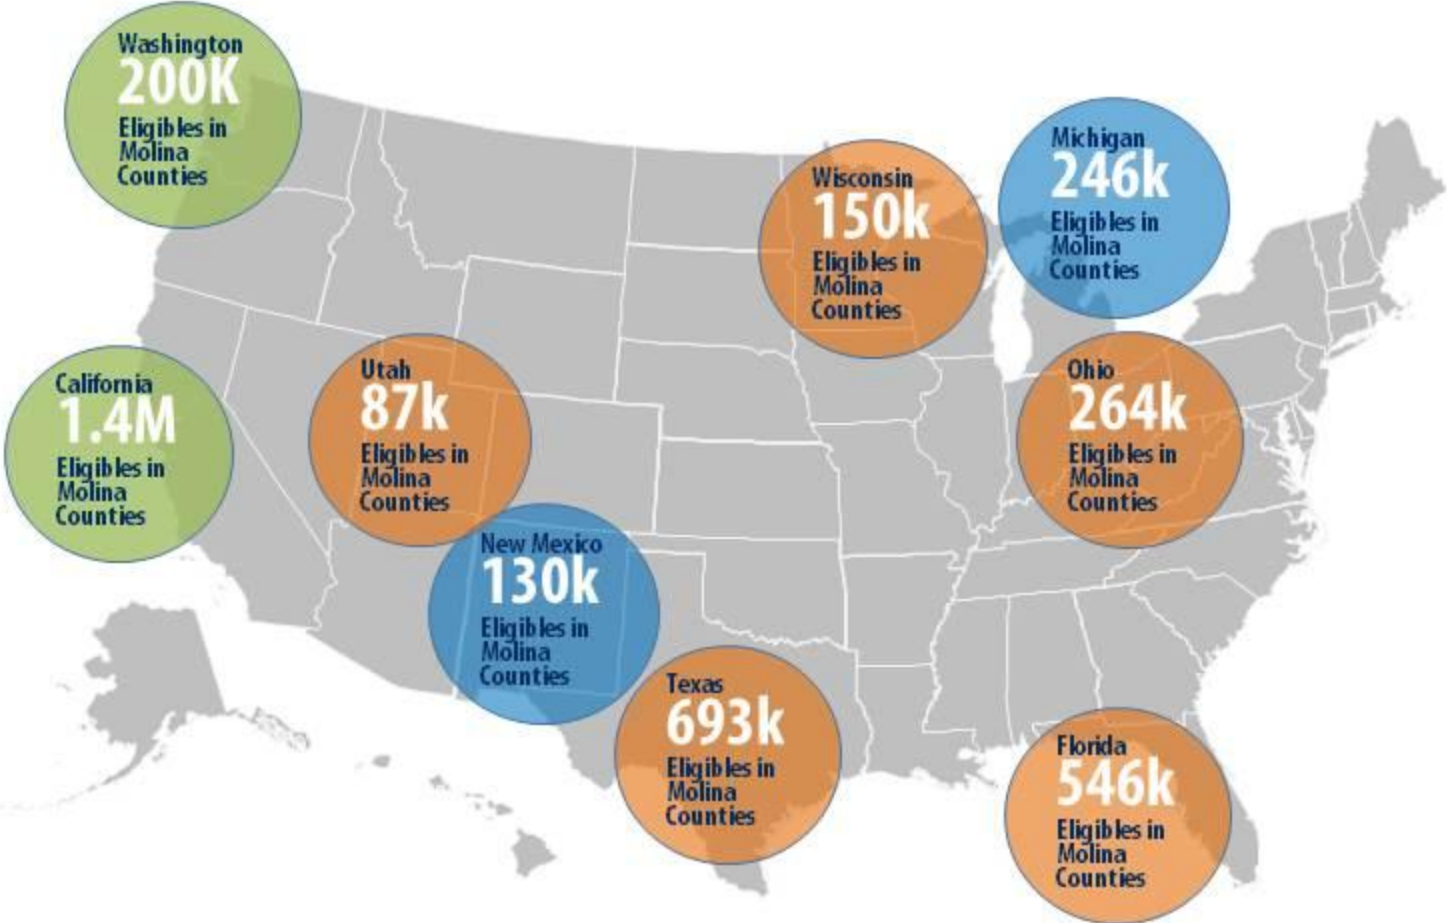 Washington
200K
Eligibles in
Molina
Counties
Michigan
246k
Eligibles in
Molina
Counties
Wisconsin
150k
Eligibles in
Molina
Counties
California
1.4M
Eligibles in
Molina
Counties
Utah
87k
Eligibles in
Molina
Counties
Ohio
264k
Eligibles in
Molina
Counties
New Mexico
130k
Eligibles in
Molina
Counties
Texas
693k
Eligibles in
Molina
Counties
Florida
546k
Eligibles in
Molina
Counties